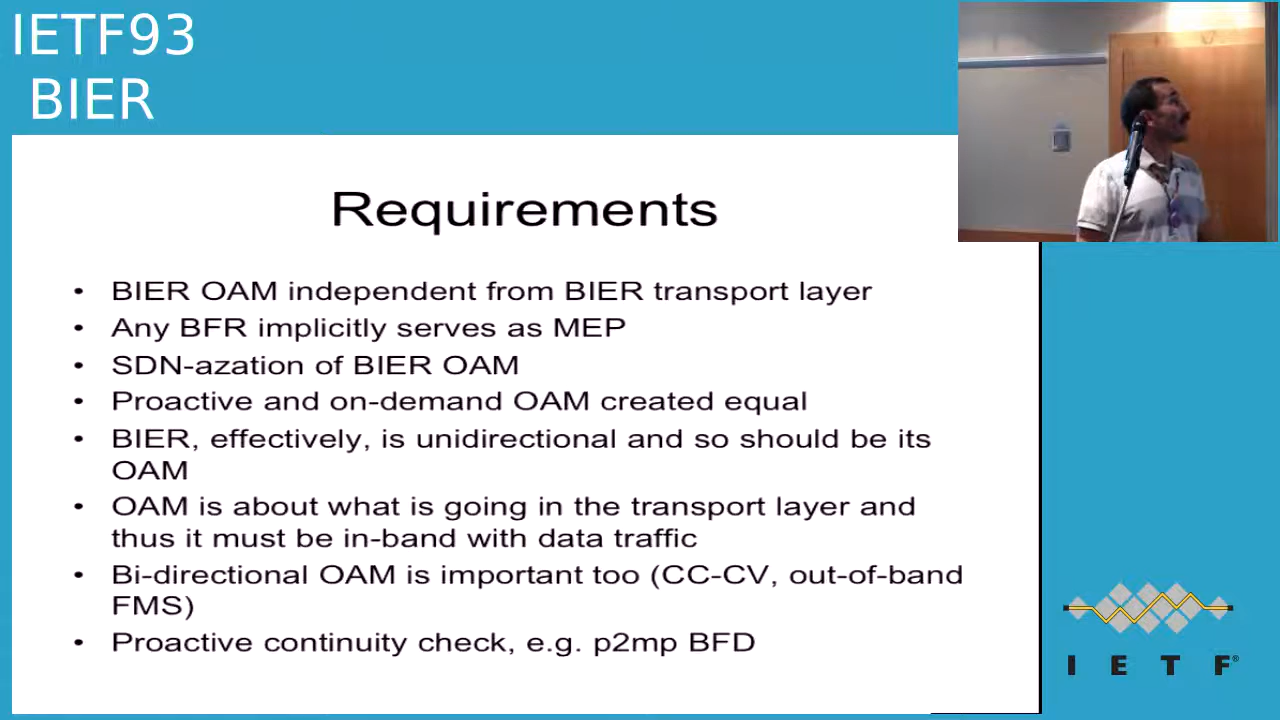 IETF93
BIER
Requirements
• BIER OAM independent from BIER transport layer
• Any BFR implicitly serves as MEP
• SDN-azation of BIER OAM
• Proactive and on-demand OAM created equal
• BIER, effectively, is unidirectional and so should be its
OAM
• OAM is about what is going in the transport layer and
thus it must be in-band with data traffic
• Bi-directional OAM is important too (CC-CV, out-of-band
FMS)
• Proactive continuity check, e.g. p2mp BFD
I E T F®